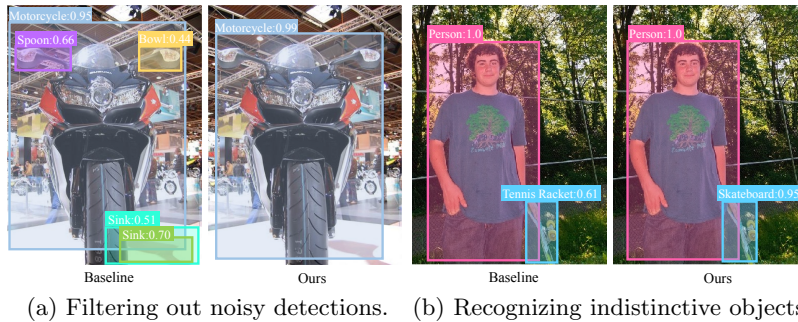 Motorcycle:0.95
Spoon:0.66
Bowl:0.44
Sink:0.51
Sink:0.70
Motorcycle:0.99
Person:1.0
Tennis Racket:0.61
Person:1.0
Skateboard:0.95
Baseline
Ours
Baseline
Ours
(a) Filtering out noisy detections.
(b) Recognizing indistinctive objects